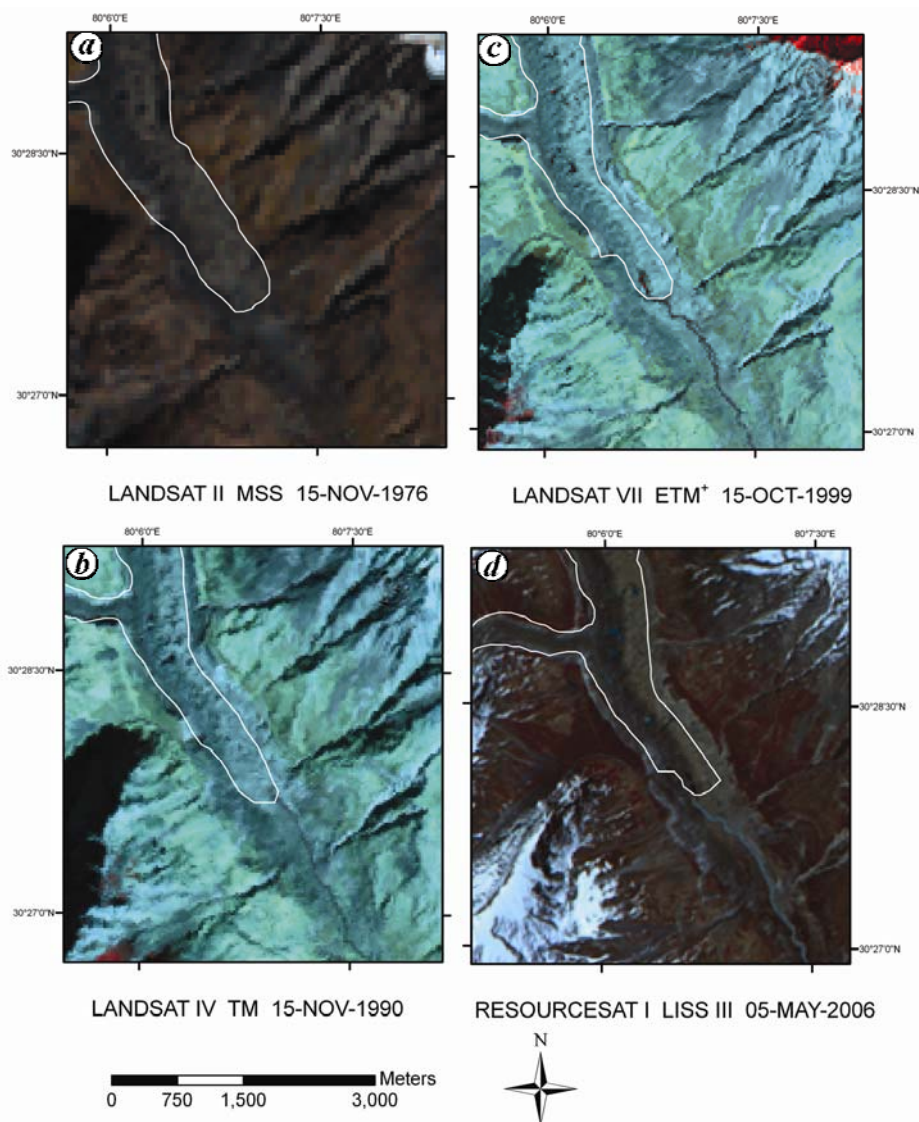 80°6'0"E 80°7'30"E
a
30°28'30"N
30°27'0"N
LANDSAT II MSS 15-NOV-1976
80°6'0"E 80°7'30"E
c
30°28'30"N
30°27'0"N
LANDSAT VII ETM+ 15-OCT-1999
80°6'0"E 80°7'30"E
b
30°28'30"N
30°27'0"N
LANDSAT IV TM 15-NOV-1990
80°6'0"E 80°7'30"E
d
30°28'30"N
30°27'0"N
RESOURCESAT I LISS III 05-MAY-2006
N
Meters
0 750 1,500 3,000